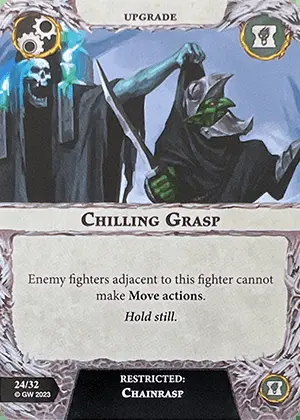 UPGRADE
CHILLING GRASP
Enemy fighters adjacent to this fighter cannot
make Move actions.
Hold still.
24/32
© GW 2023
RESTRICTED:
CHAINRASP